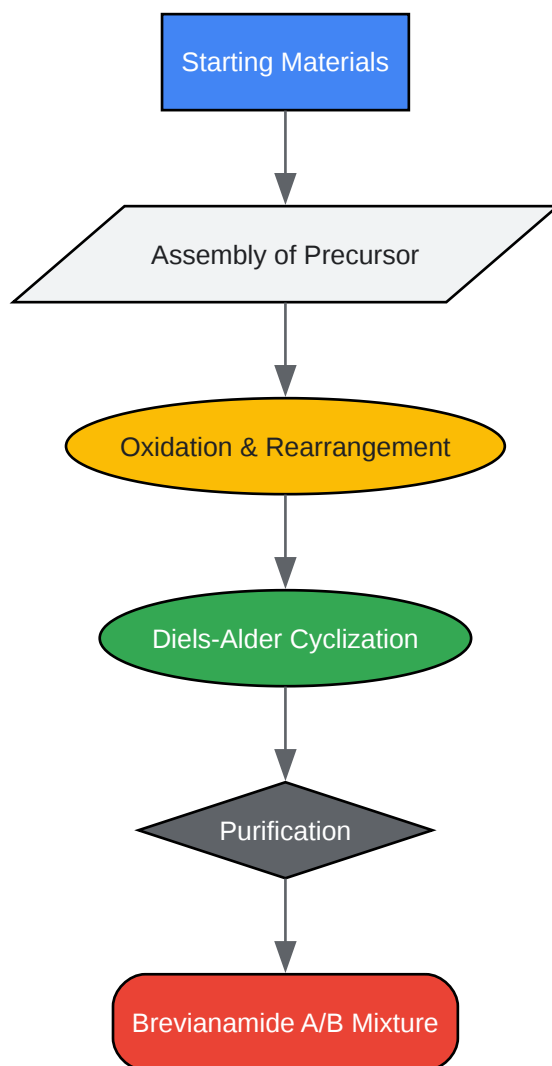 Starting Materials
Assembly of Precursor
Oxidation & Rearrangement
Diels-Alder Cyclization
Purification
Brevianamide A/B Mixture